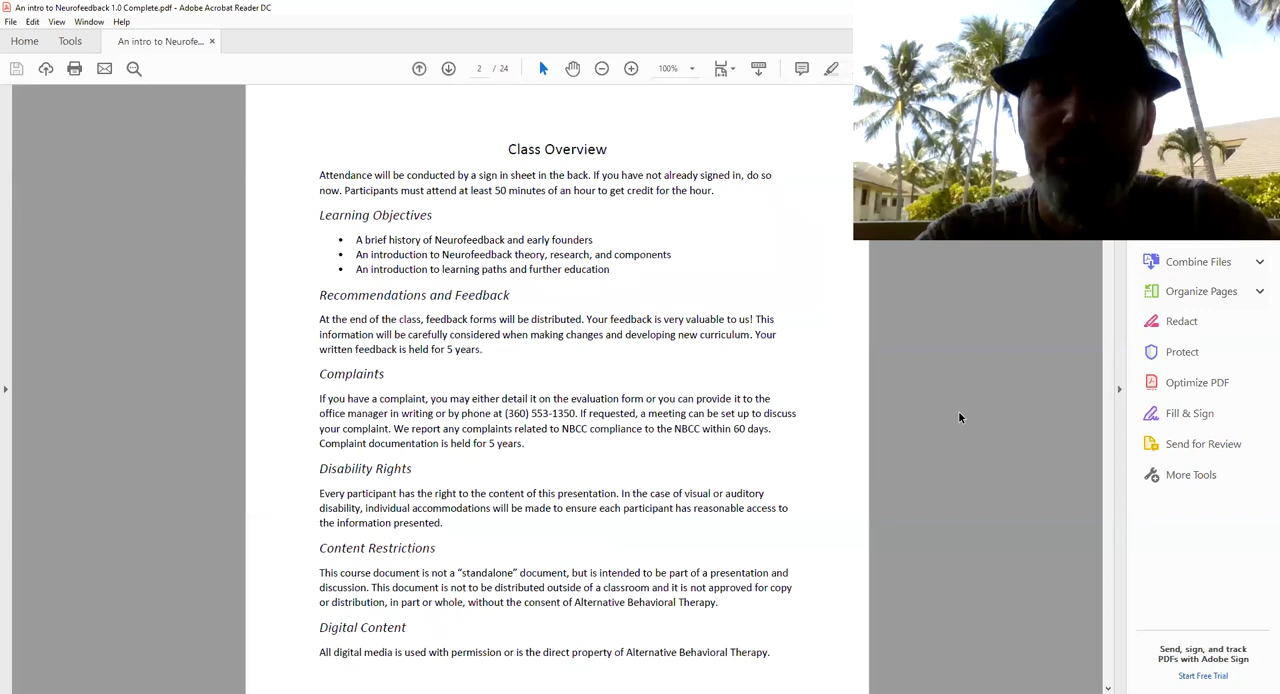 An intro to Neurofeedback 1.0 Complete.pdf - Adobe Acrobat Reader DC
File Edit View Window Help
Home Tools An intro to Neurofe... ×
2 / 24 100%
Class Overview
Attendance will be conducted by a sign in sheet in the back. If you have not already signed in, do so
now. Participants must attend at least 50 minutes of an hour to get credit for the hour.
Learning Objectives
• A brief history of Neurofeedback and early founders
• An introduction to Neurofeedback theory, research, and components
• An introduction to learning paths and further education
Recommendations and Feedback
At the end of the class, feedback forms will be distributed. Your feedback is very valuable to us! This
information will be carefully considered when making changes and developing new curriculum. Your
written feedback is held for 5 years.
Complaints
If you have a complaint, you may either detail it on the evaluation form or you can provide it to the
office manager in writing or by phone at (360) 553-1350. If requested, a meeting can be set up to discuss
your complaint. We report any complaints related to NBCC compliance to the NBCC within 60 days.
Complaint documentation is held for 5 years.
Disability Rights
Every participant has the right to the content of this presentation. In the case of visual or auditory
disability, individual accommodations will be made to ensure each participant has reasonable access to
the information presented.
Content Restrictions
This course document is not a “standalone” document, but is intended to be part of a presentation and
discussion. This document is not to be distributed outside of a classroom and it is not approved for copy
or distribution, in part or whole, without the consent of Alternative Behavioral Therapy.
Digital Content
All digital media is used with permission or is the direct property of Alternative Behavioral Therapy.
Combine Files
Organize Pages
Redact
Protect
Optimize PDF
Fill & Sign
Send for Review
More Tools
Send, sign, and track
PDFs with Adobe Sign
Start Free Trial